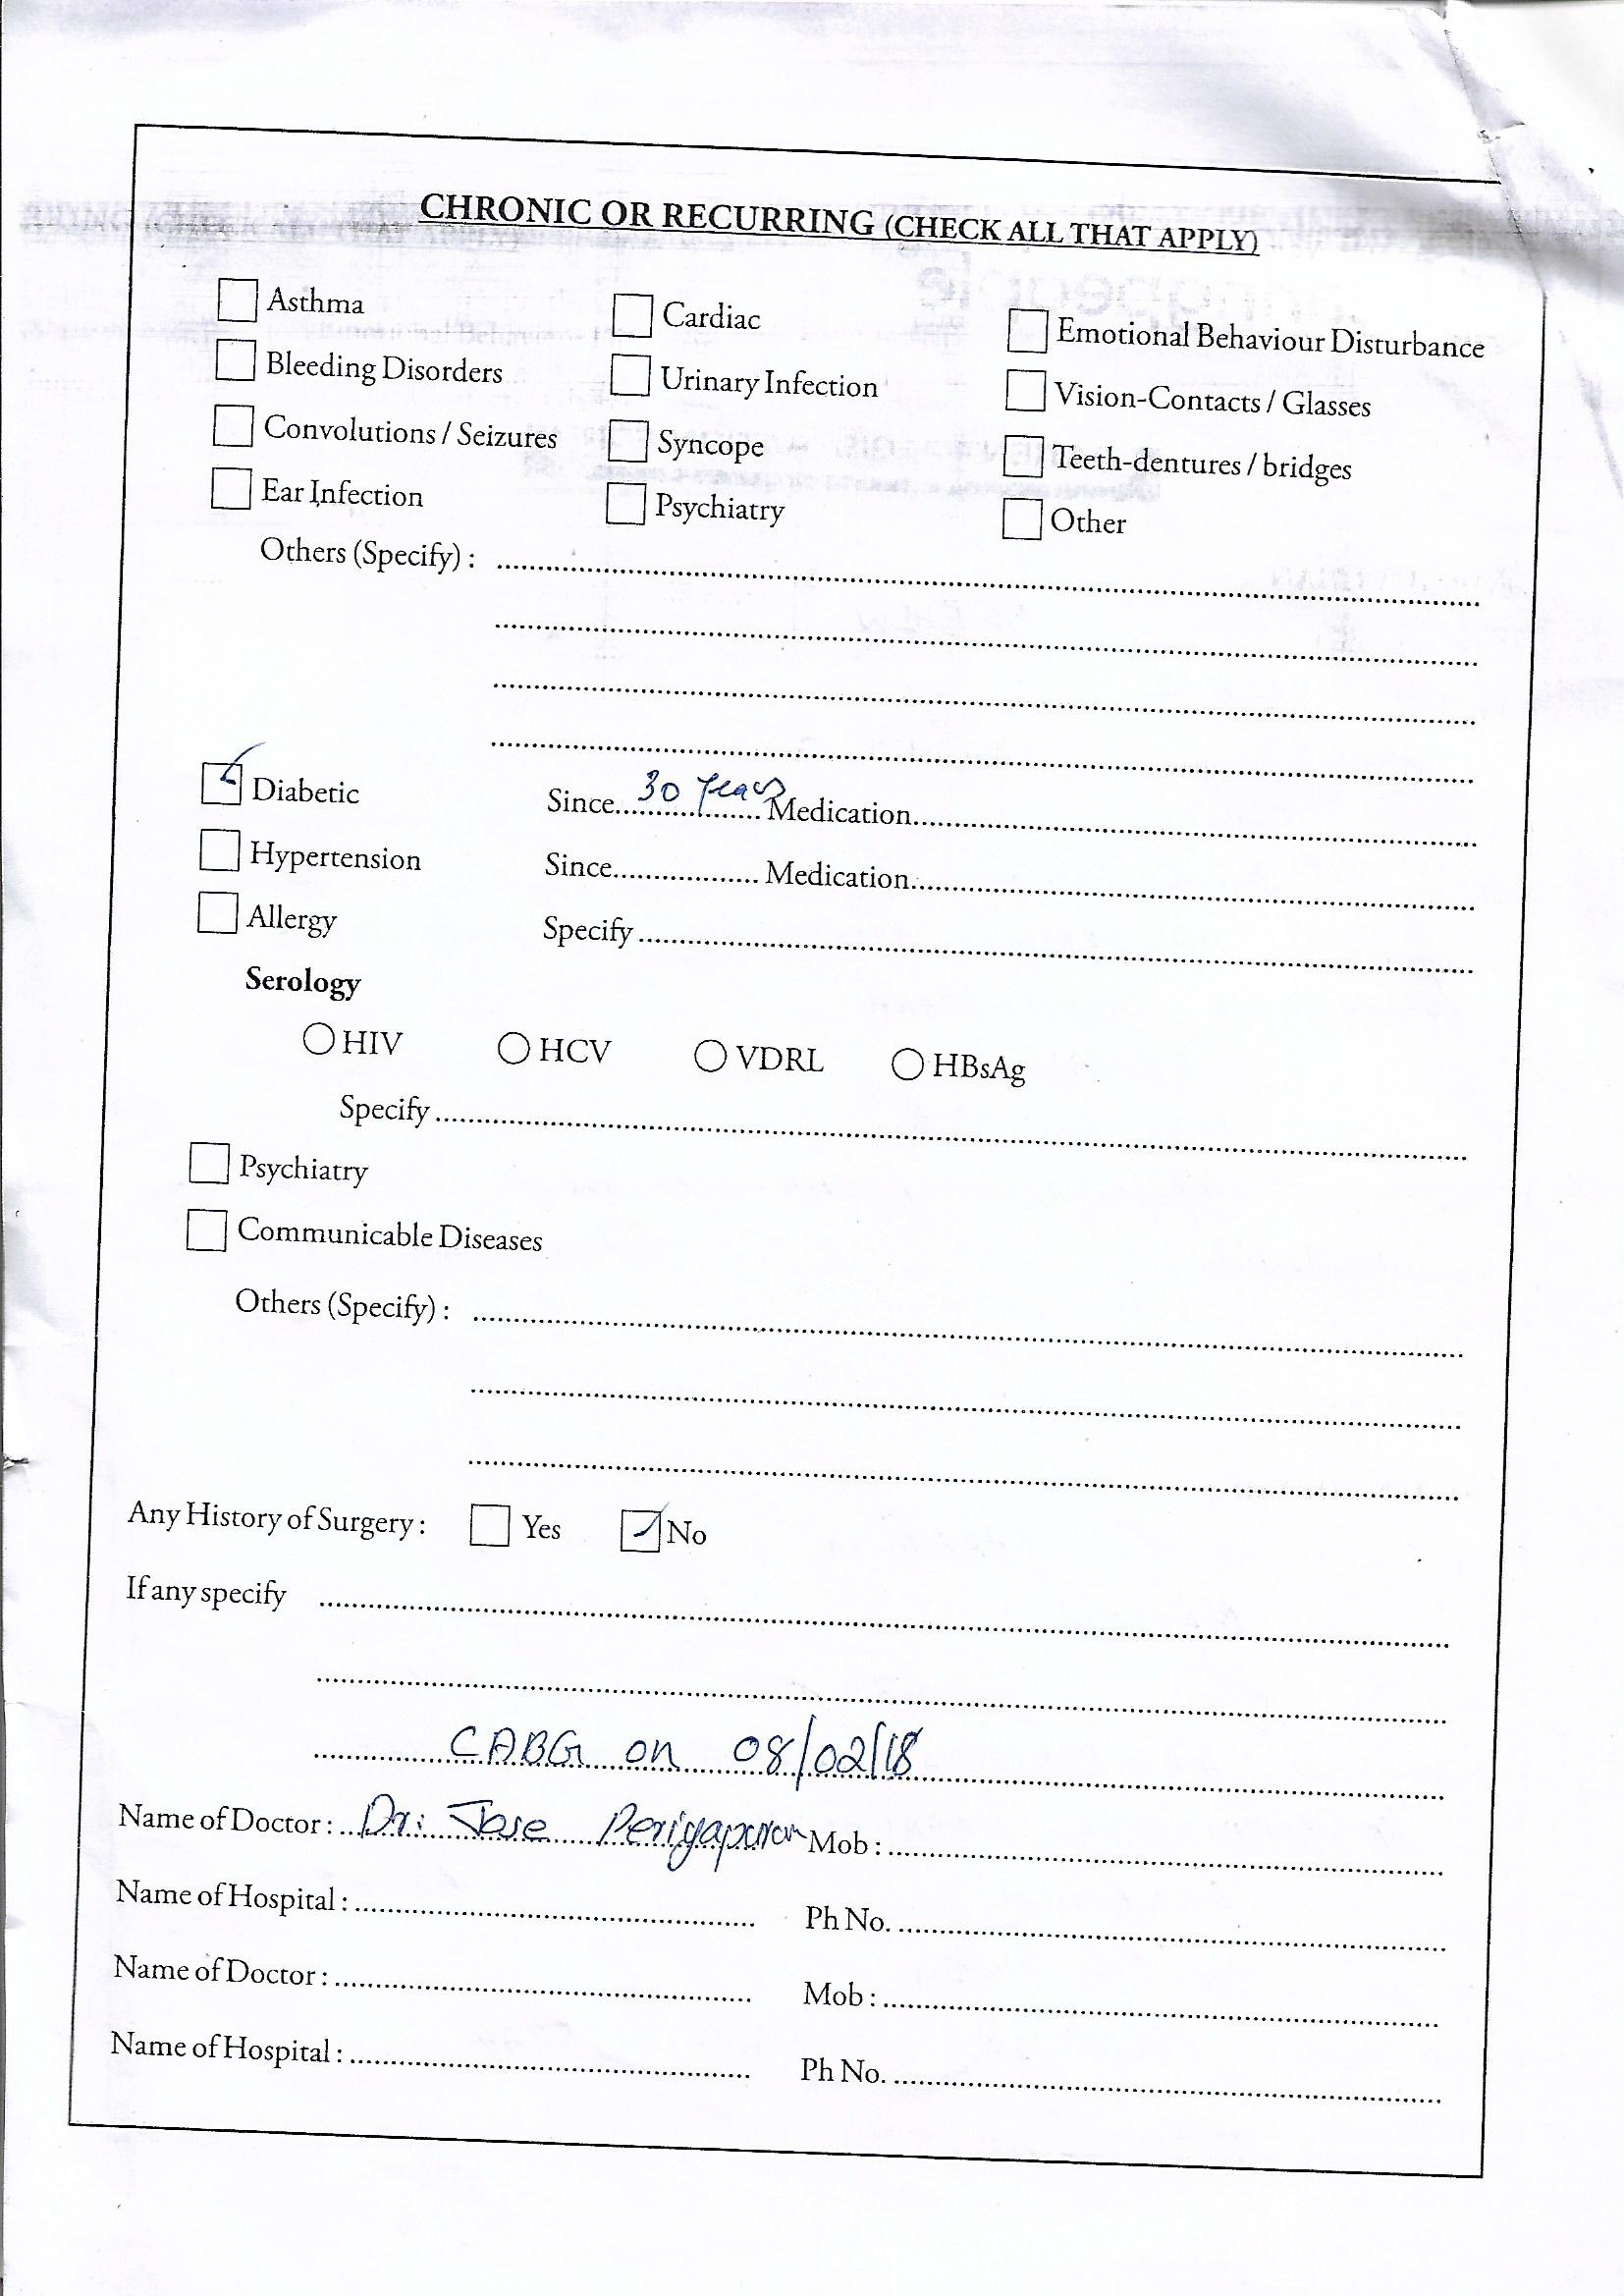 CHRONIC OR RECURRING (CHECK ALL THAT APPLY)
Asthma Cardiac Emotional Behaviour Disturbance
Bleeding Disorders Urinary Infection Vision-Contacts / Glasses
Convolutions / Seizures Syncope Teeth-dentures / bridges
Ear Infection Psychiatry Other
Others (Specify) :
Diabetic Since 30 Years Medication
Hypertension Since Medication
Allergy Specify
Serology
HIV HCV VDRL HBsAg
Specify
Psychiatry
Communicable Diseases
Others (Specify) :
Any History of Surgery : Yes No
If any specify
CABG on 08/02/18
Name of Doctor : Dr: Jose Periyapuram Mob :
Name of Hospital : Ph No.
Name of Doctor : Mob :
Name of Hospital : Ph No.